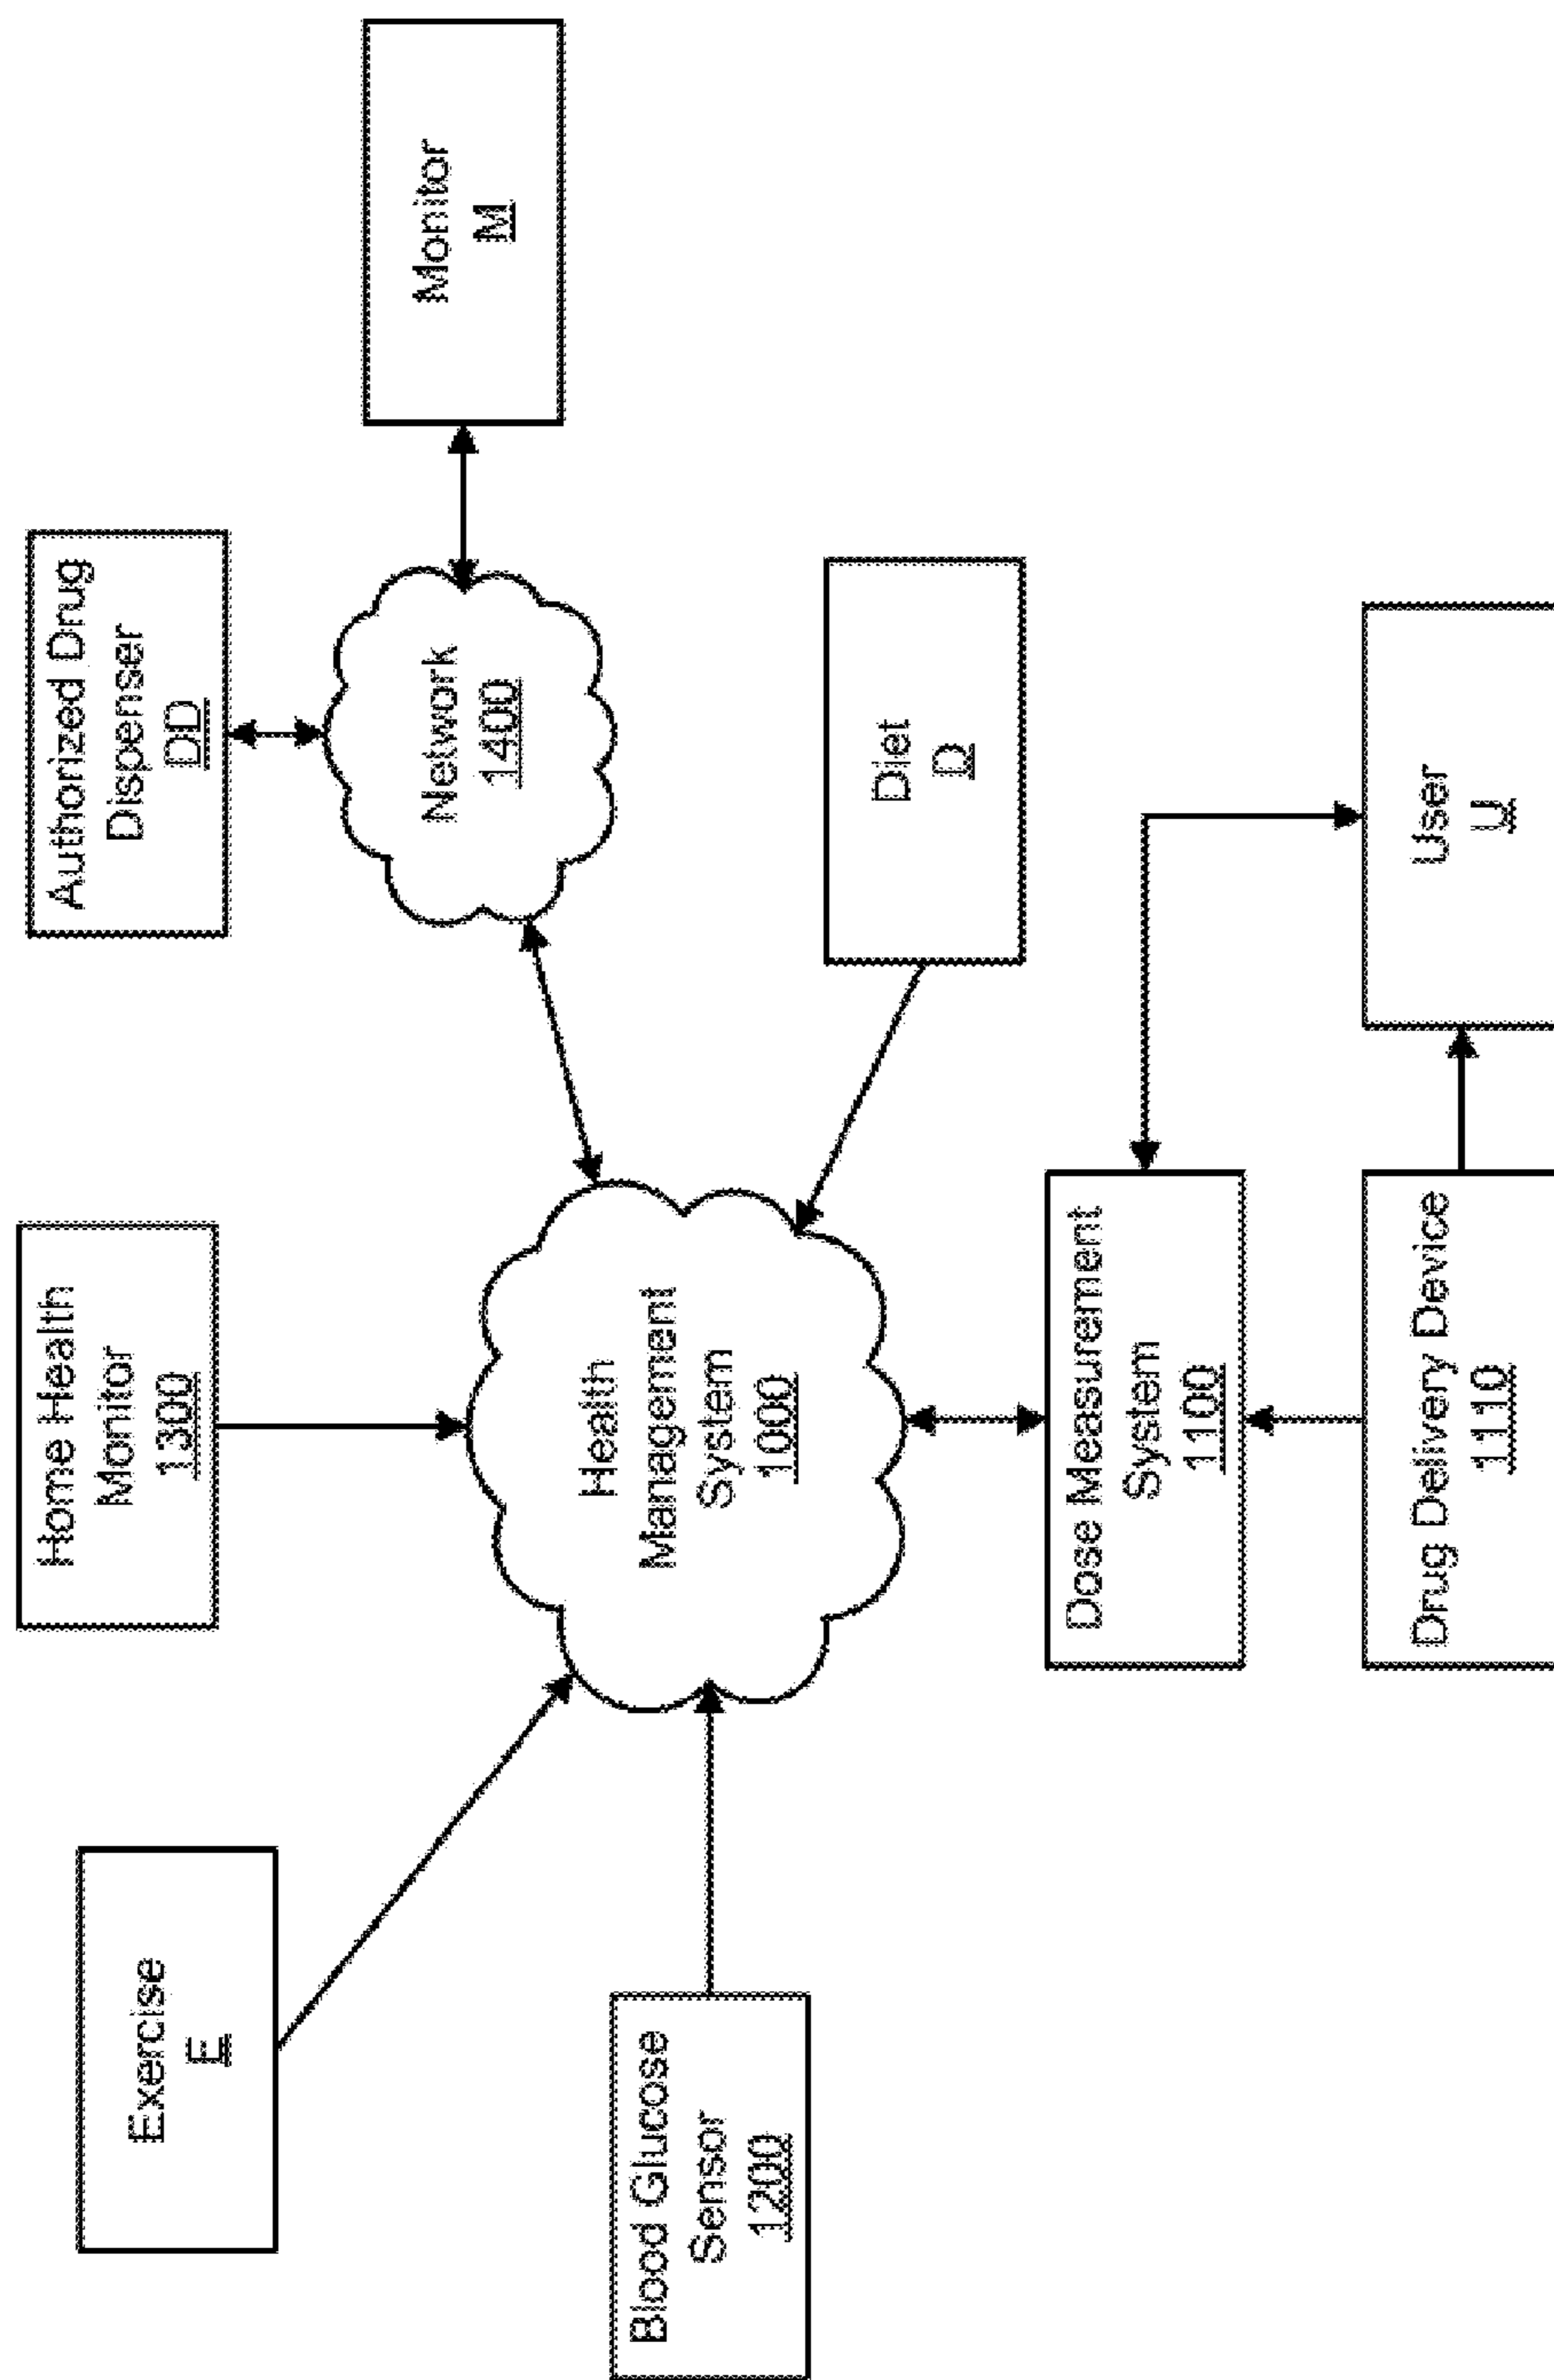 Exercise
E
Home Health
Monitor
1300
Authorized Drug
Dispenser
DD
Network
1400
Monitor
M
Blood Glucose
Sensor
1200
Health
Management
System
1000
Diet
D
Dose Measurement
System
1100
Drug Delivery Device
1110
User
U